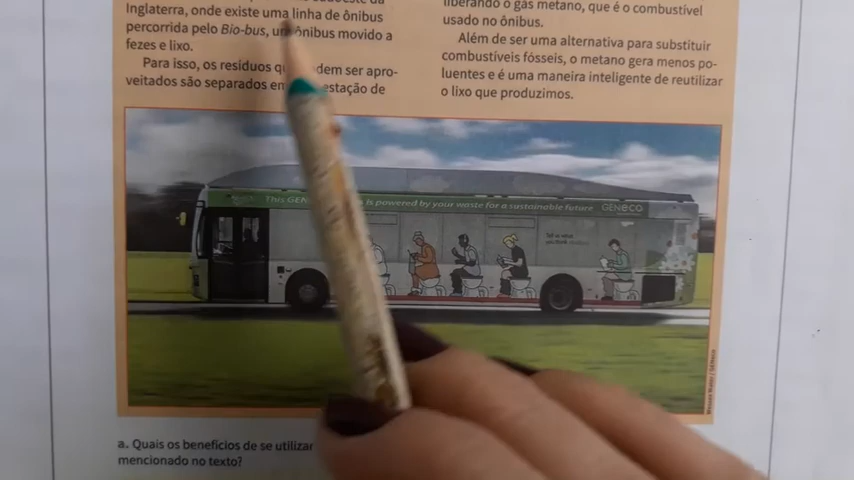 Inglaterra, onde existe uma linha de ônibus
percorrida pelo Bio-bus, um ônibus movido a
fezes e lixo.
Para isso, os resíduos que podem ser apro-
veitados são separados em estação de
liberando o gás metano, que é o combustível
usado no ônibus.
Além de ser uma alternativa para substituir
combustíveis fósseis, o metano gera menos po-
luentes e é uma maneira inteligente de reutilizar
o lixo que produzimos.
This GEN is powered by your waste for a sustainable future GENeco
a. Quais os benefícios de se utilizar
mencionado no texto?